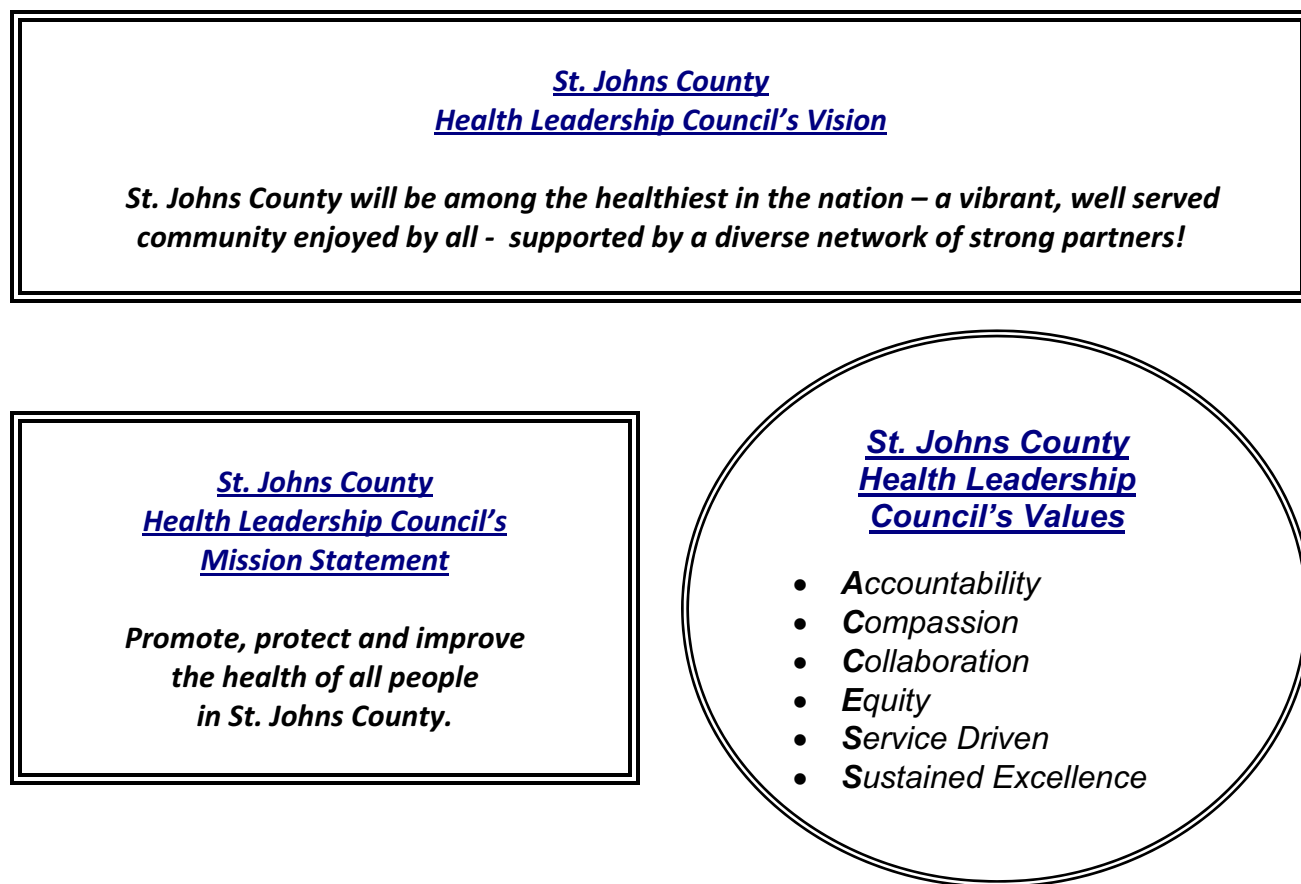 St. Johns County
Health Leadership Council’s Vision
St. Johns County will be among the healthiest in the nation – a vibrant, well served
community enjoyed by all - supported by a diverse network of strong partners!
St. Johns County
Health Leadership Council’s
Mission Statement
Promote, protect and improve
the health of all people
in St. Johns County.
St. Johns County
Health Leadership
Council’s Values
• Accountability
• Compassion
• Collaboration
• Equity
• Service Driven
• Sustained Excellence